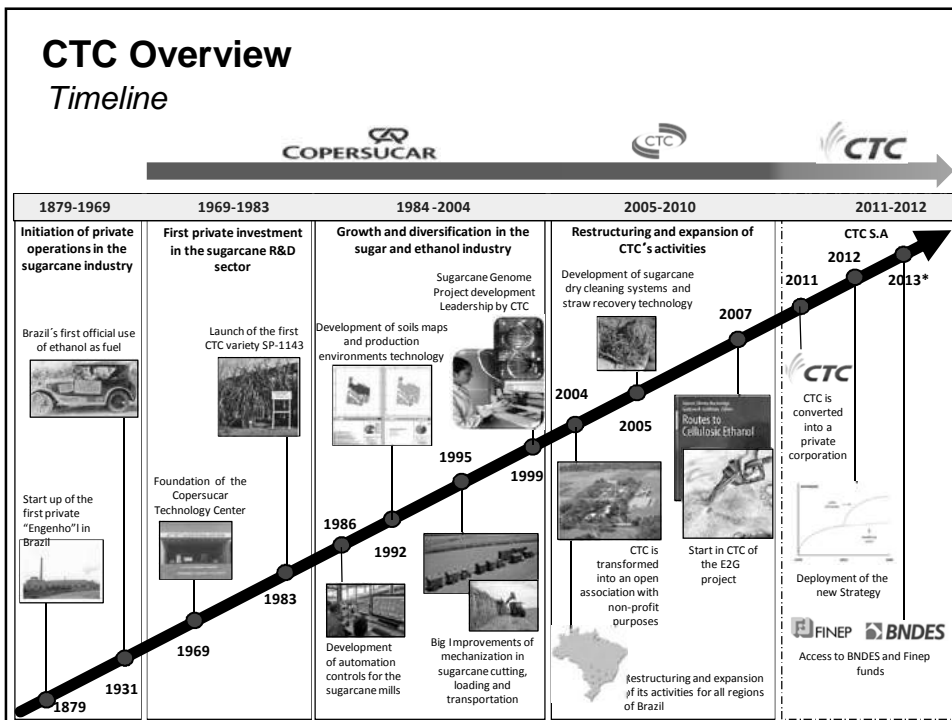 CTC Overview
Timeline
COPERSUCAR
CTC
CTC
1879-1969
1969-1983
1984-2004
2005-2010
2011-2012
Initiation of private
operations in the
sugarcane industry
First private investment
in the sugarcane R&D
sector
Growth and diversification in the
sugar and ethanol industry
Restructuring and expansion of
CTC´s activities
CTC S.A
Brazil´s first official use
of ethanol as fuel
Start up of the
first private
"Engenho"l in
Brazil
1879
1931
Launch of the first
CTC variety SP-1143
Foundation of the
Copersucar
Technology Center
1969
1983
Sugarcane Genome
Project development
Leadership by CTC
Development of soils maps
and production
environments technology
1986
1992
1995
1999
Development
of automation
controls for the
sugarcane mills
Big Improvements of
mechanization in
sugarcane cutting,
loading and
transportation
Development of sugarcane
dry cleaning systems and
straw recovery technology
2004
2005
2007
Routes to
Cellulosic Ethanol
CTC is
transformed
into an open
association with
non-profit
purposes
Start in CTC of
the E2G
project
Restructuring and expansion
of its activities for all regions
of Brazil
2011
2012
2013*
CTC
CTC is
converted
into a
private
corporation
Deployment of the
new Strategy
FINEP
BNDES
Access to BNDES and Finep
funds